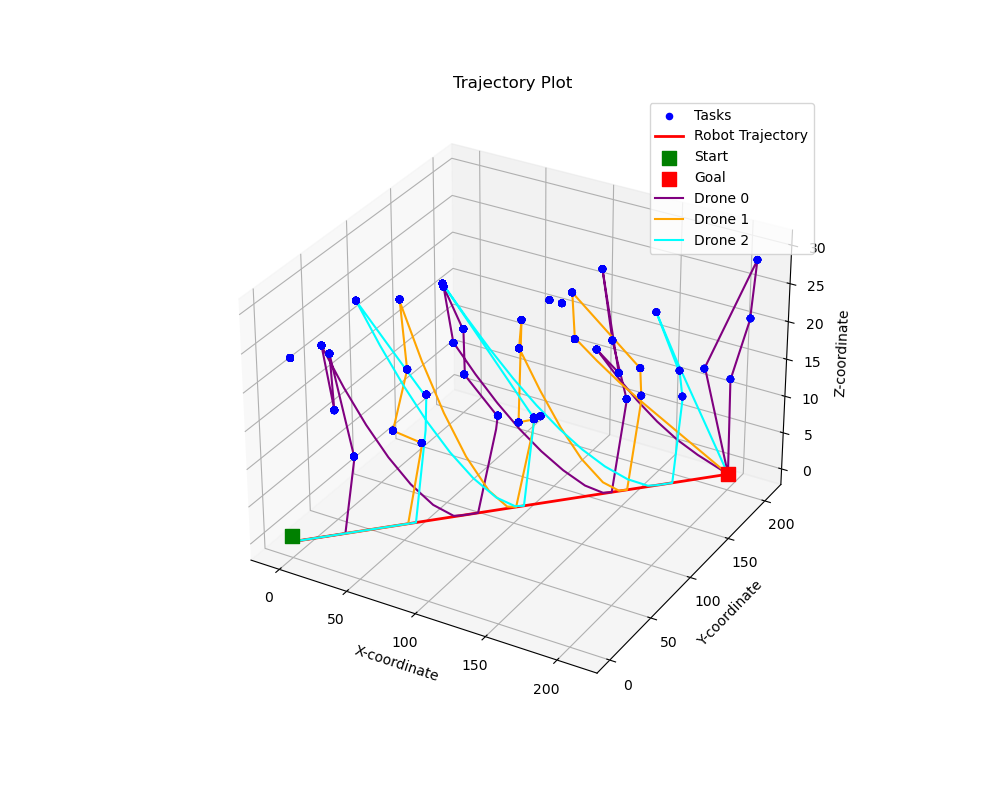 Trajectory Plot
Tasks
Robot Trajectory
Start
Goal
Drone 0
Drone 1
Drone 2
30
25
20
15
10
5
0
Z-coordinate
0
50
100
150
200
X-coordinate
0
50
100
150
200
Y-coordinate